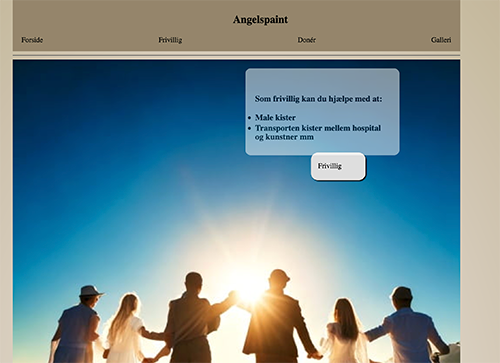 Angelspaint
Forside Frivillig Donér Galleri
Som frivillig kan du hjælpe med at:
Male kister
Transporten kister mellem hospital
og kunstner mm
Frivillig